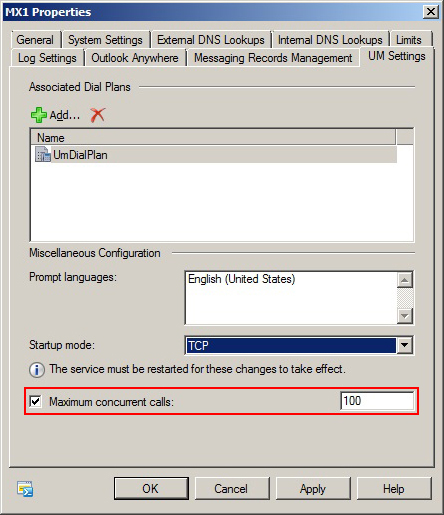 MX1 Properties
General System Settings External DNS Lookups Internal DNS Lookups Limits
Log Settings Outlook Anywhere Messaging Records Management UM Settings
Associated Dial Plans
Add...
Name
UmDialPlan
Miscellaneous Configuration
Prompt languages: English (United States)
Startup mode: TCP
The service must be restarted for these changes to take effect.
Maximum concurrent calls: 100
OK Cancel Apply Help